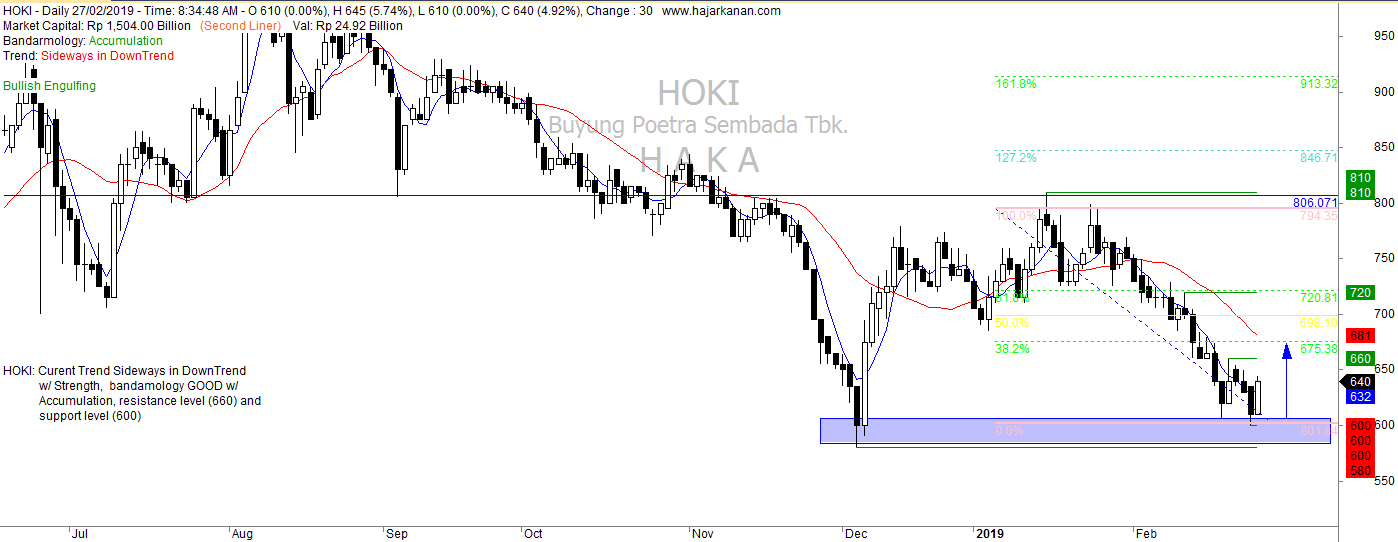 HOKI - Daily 27/02/2019 - Time: 8:34:48 AM - O 610 (0.00%), H 645 (5.74%), L 610 (0.00%), C 640 (4.92%), Change : 30 www.hajarkanan.com
Market Capital: Rp 1,504.00 Billion (Second Liner) Val: Rp 24.92 Billion
Bandarmology: Accumulation
Trend: Sideways in DownTrend
Bullish Engulfing
HOKI
Buyung Poetra Sembada Tbk.
H A K A
161.8% 913.32
127.2% 846.71
806.071
100.0% 794.35
61.8% 720.81
50.0% 698.10
38.2% 675.38
0.0% 601.84
HOKI: Curent Trend Sideways in DownTrend
w/ Strength, bandamology GOOD w/
Accumulation, resistance level (660) and
support level (600)
950
900
850
810
810
800
750
720
700
681
660
650
640
632
600
600
600
600
580
550
Jul Aug Sep Oct Nov Dec 2019 Feb